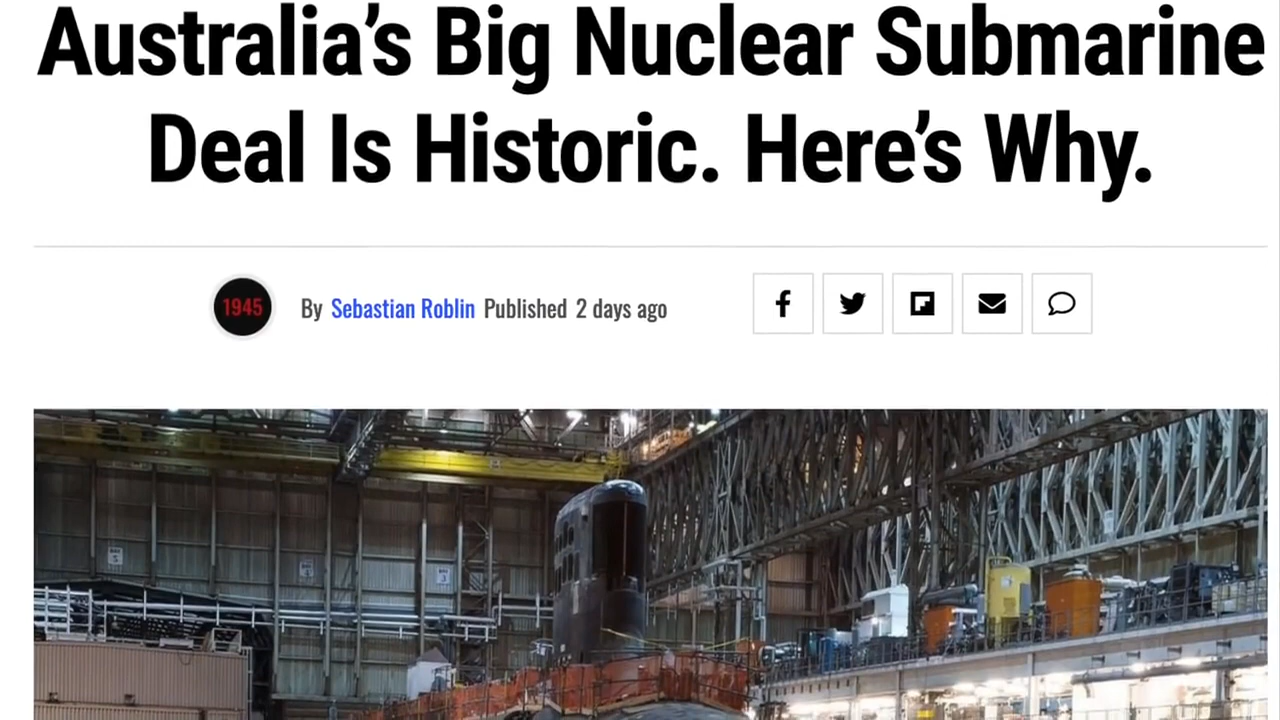 Australia’s Big Nuclear Submarine
Deal Is Historic. Here’s Why.
1945 By Sebastian Roblin Published 2 days ago